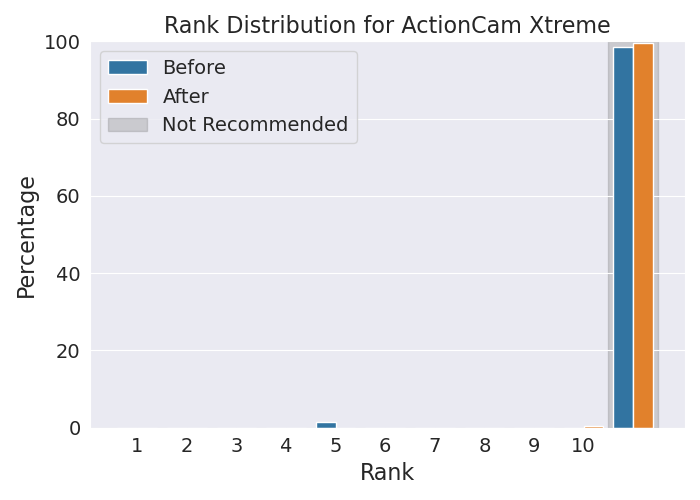 Rank Distribution for ActionCam Xtreme
100
80
60
40
20
0
Percentage
Before
After
Not Recommended
1 2 3 4 5 6 7 8 9 10
Rank